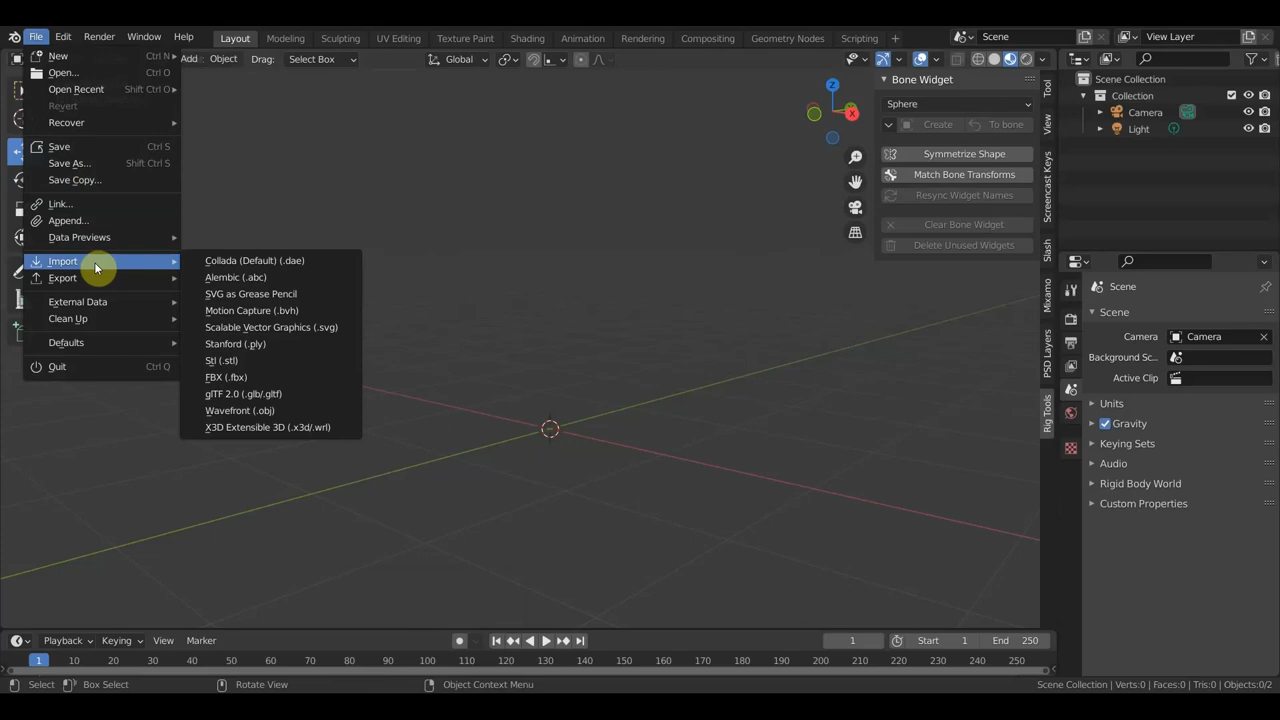 File Edit Render Window Help Layout Modeling Sculpting UV Editing Texture Paint Shading Animation Rendering Compositing Geometry Nodes Scripting + Scene View Layer
Add Object Drag: Select Box Global
New Ctrl N
Open... Ctrl O
Open Recent Shift Ctrl O
Revert
Recover
Save Ctrl S
Save As... Shift Ctrl S
Save Copy...
Link...
Append...
Data Previews
Import
Export
External Data
Clean Up
Defaults
Quit Ctrl Q
Collada (Default) (.dae)
Alembic (.abc)
SVG as Grease Pencil
Motion Capture (.bvh)
Scalable Vector Graphics (.svg)
Stanford (.ply)
Stl (.stl)
FBX (.fbx)
glTF 2.0 (.glb/.gltf)
Wavefront (.obj)
X3D Extensible 3D (.x3d/.wrl)
Z
X
Bone Widget
Sphere
Create To bone
Symmetrize Shape
Match Bone Transforms
Resync Widget Names
Clear Bone Widget
Delete Unused Widgets
Tool
View
Screencast Keys
Slash
Mixamo
PSD Layers
Rig Tools
Scene Collection
Collection
Camera
Light
Scene
Scene
Camera Camera
Background Sc...
Active Clip
Units
Gravity
Keying Sets
Audio
Rigid Body World
Custom Properties
Playback Keying View Marker 1 Start 1 End 250
1 10 20 30 40 50 60 70 80 90 100 110 120 130 140 150 160 170 180 190 200 210 220 230 240 250
Select Box Select Rotate View Object Context Menu Scene Collection | Verts:0 | Faces:0 | Tris:0 | Objects:0/2